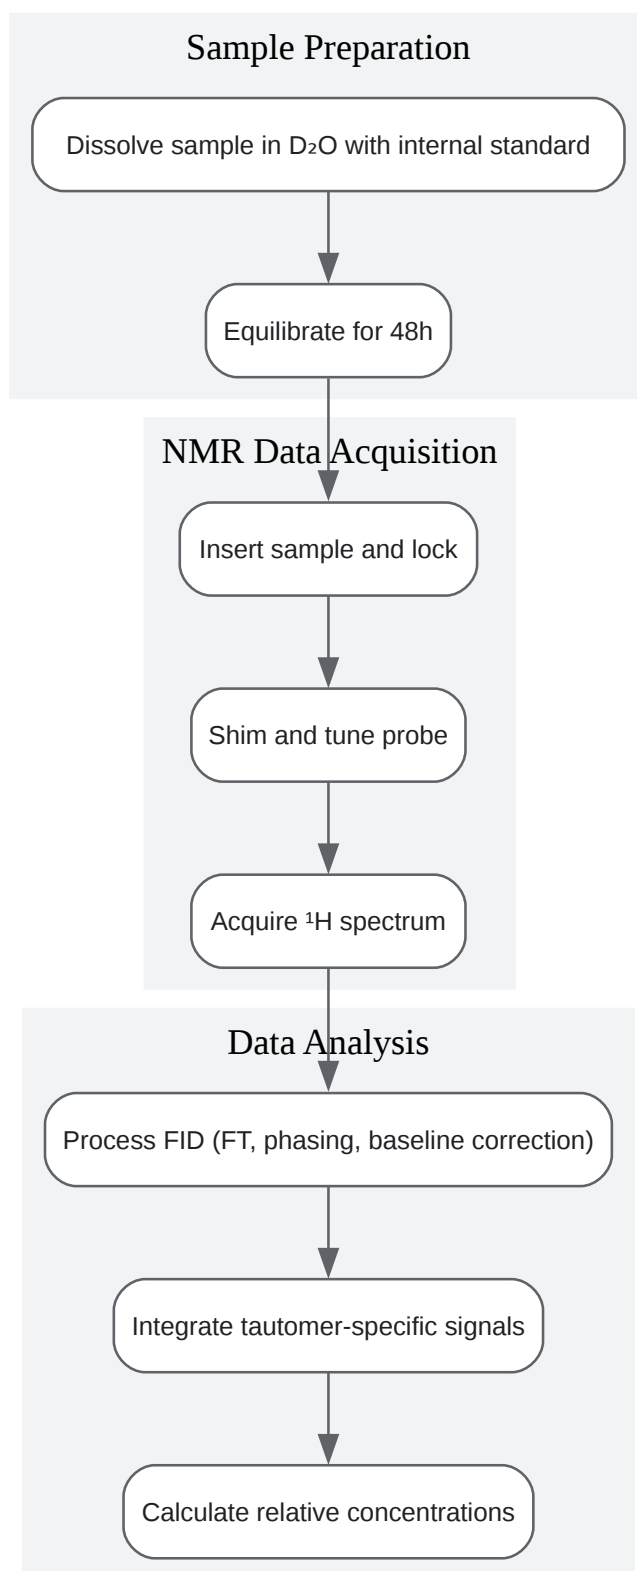 Sample Preparation
Dissolve sample in D₂O with internal standard
Equilibrate for 48h
NMR Data Acquisition
Insert sample and lock
Shim and tune probe
Acquire ¹H spectrum
Data Analysis
Process FID (FT, phasing, baseline correction)
Integrate tautomer-specific signals
Calculate relative concentrations